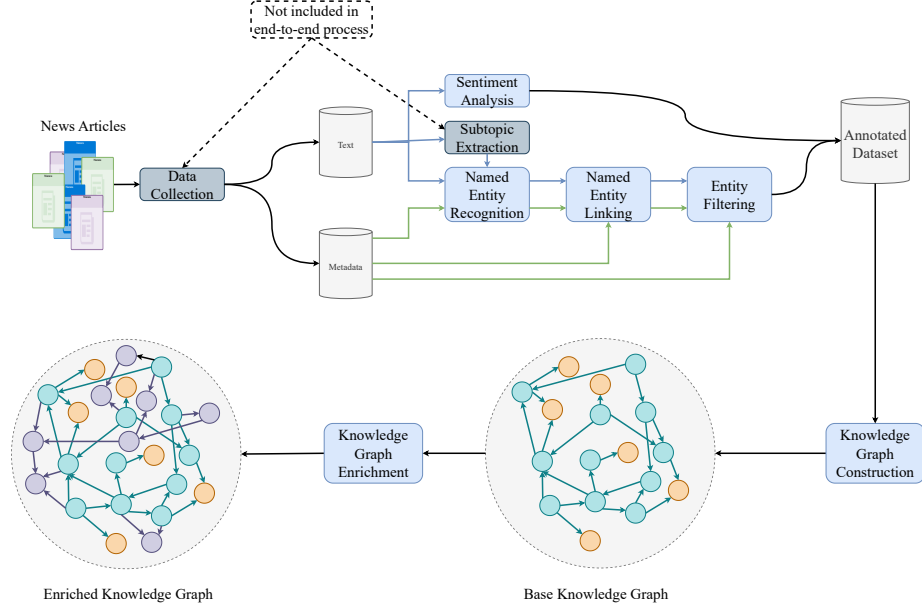 Not included in
end-to-end process
News Articles
Data
Collection
Text
Metadata
Sentiment
Analysis
Subtopic
Extraction
Named
Entity
Recognition
Named
Entity
Linking
Entity
Filtering
Annotated
Dataset
Knowledge
Graph
Construction
Knowledge
Graph
Enrichment
Enriched Knowledge Graph
Base Knowledge Graph